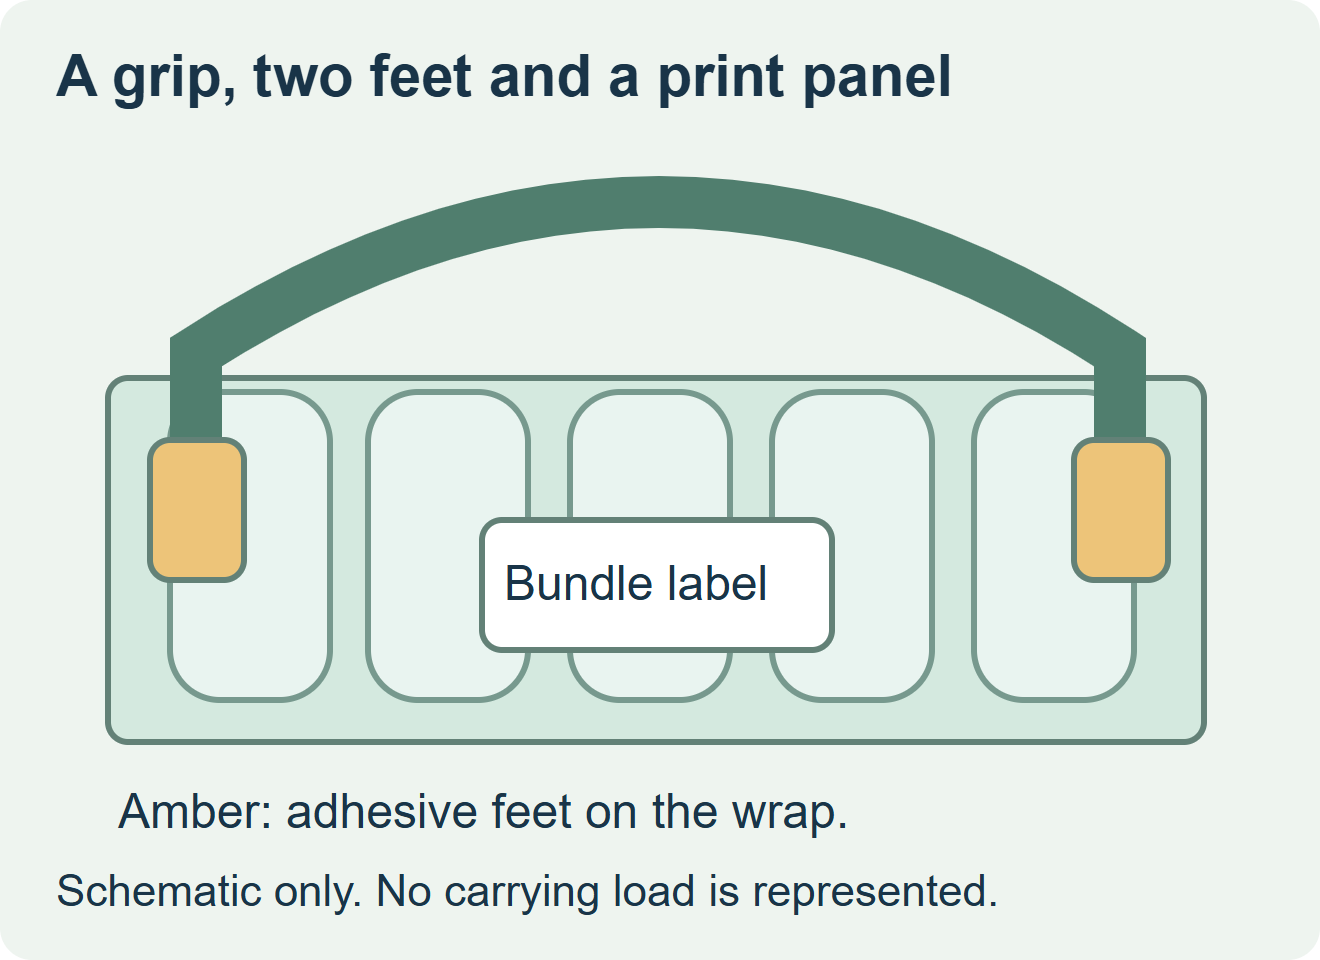 A grip, two feet and a print panel
Bundle label
Amber: adhesive feet on the wrap.
Schematic only. No carrying load is represented.